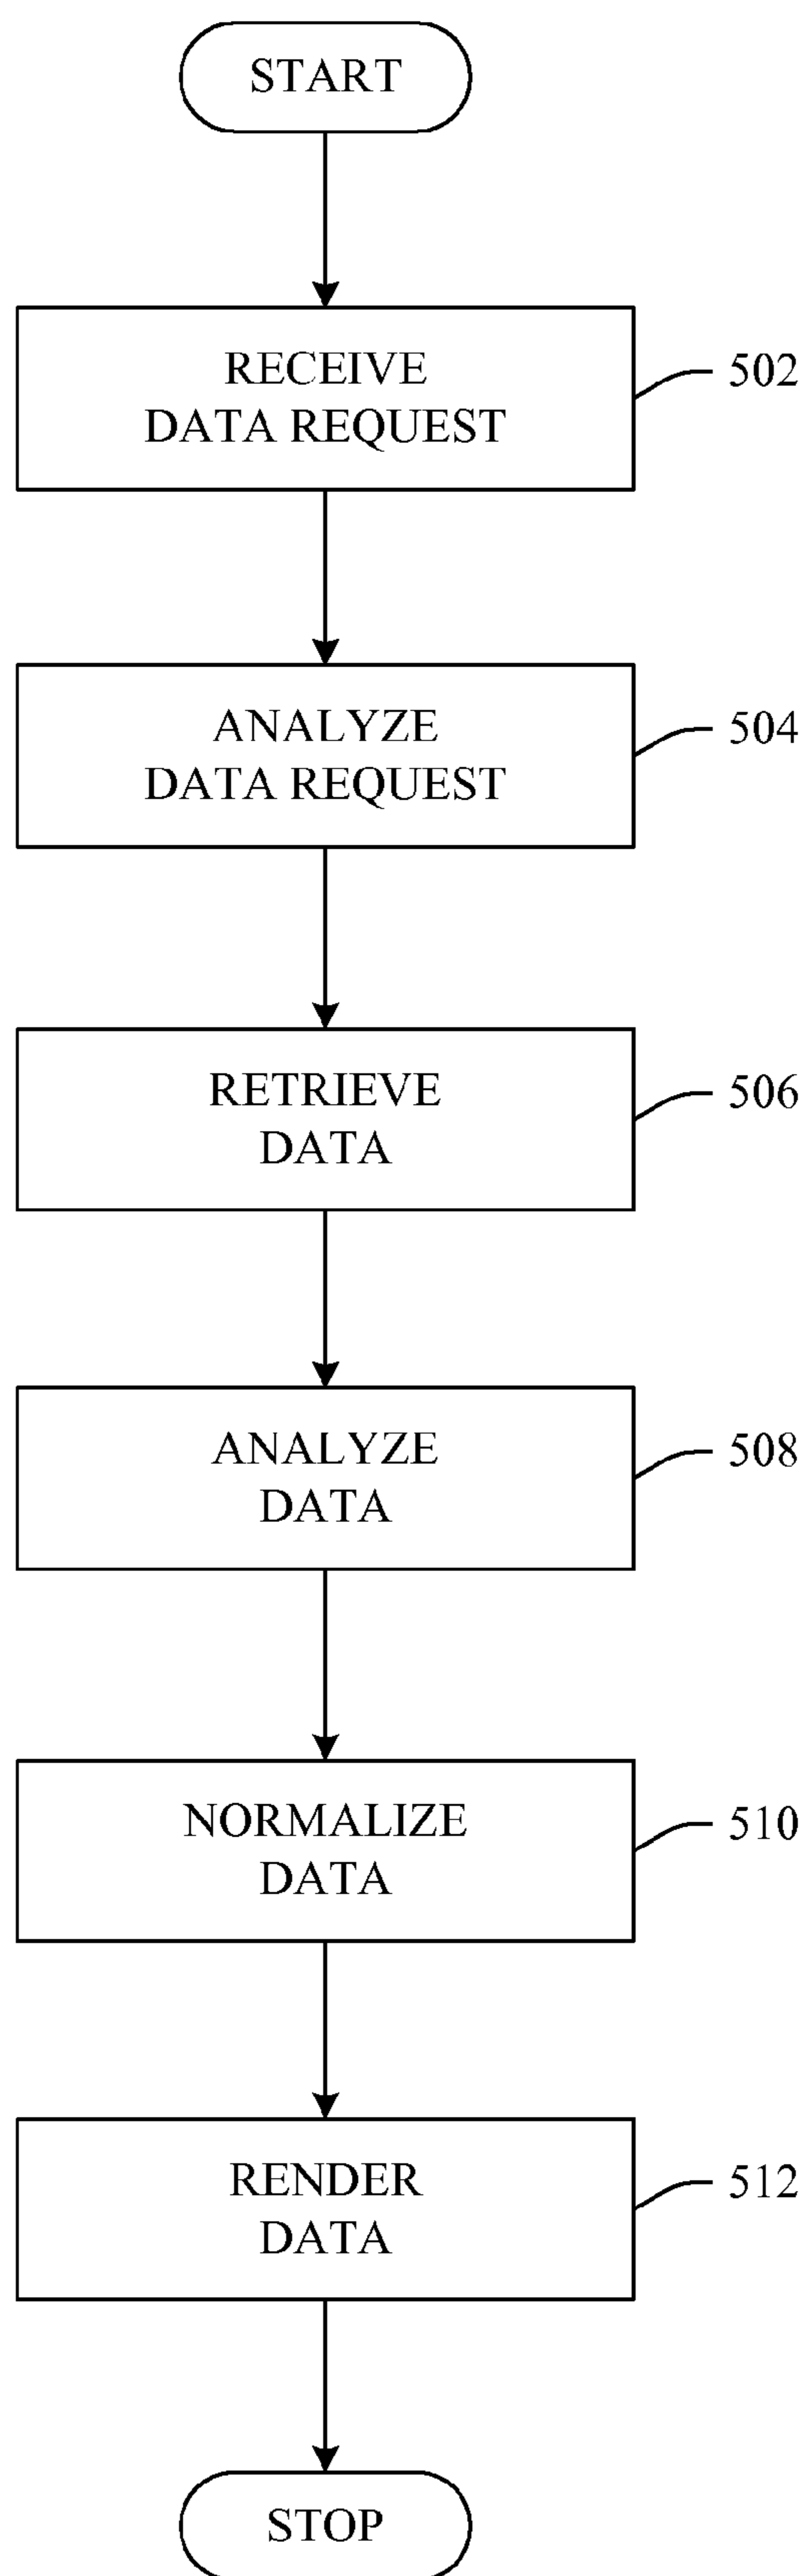 START
RECEIVE
DATA REQUEST
502
ANALYZE
DATA REQUEST
504
RETRIEVE
DATA
506
ANALYZE
DATA
508
NORMALIZE
DATA
510
RENDER
DATA
512
STOP